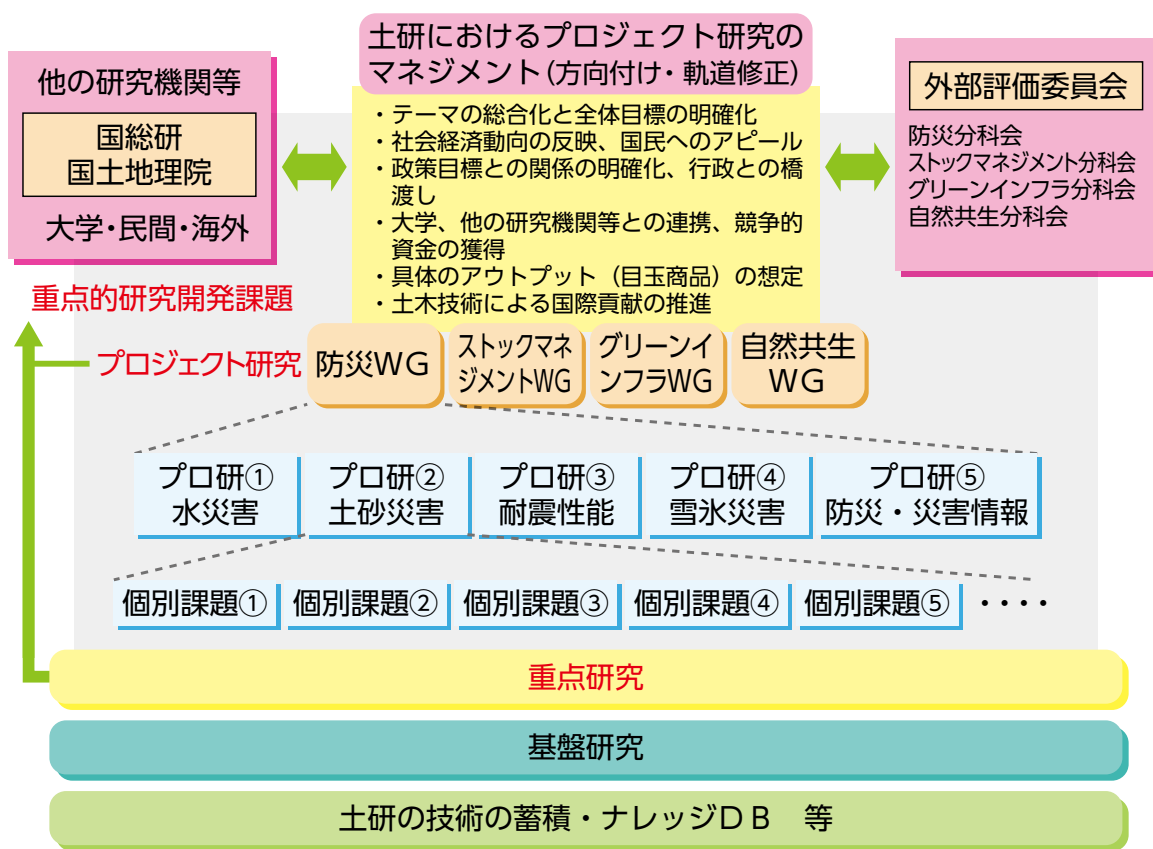 土研におけるプロジェクト研究の
マネジメント（方向付け・軌道修正）
他の研究機関等
国総研
国土地理院
大学・民間・海外
・テーマの総合化と全体目標の明確化
・社会経済動向の反映、国民へのアピール
・政策目標との関係の明確化、行政との橋
渡し
・大学、他の研究機関等との連携、競争的
資金の獲得
・具体のアウトプット（目玉商品）の想定
・土木技術による国際貢献の推進
外部評価委員会
防災分科会
ストックマネジメント分科会
グリーンインフラ分科会
自然共生分科会
重点的研究開発課題
プロジェクト研究
防災WG
ストックマネ
ジメントWG
グリーンイ
ンフラWG
自然共生
WG
プロ研①
水災害
プロ研②
土砂災害
プロ研③
耐震性能
プロ研④
雪氷災害
プロ研⑤
防災・災害情報
個別課題①
個別課題②
個別課題③
個別課題④
個別課題⑤
・・・・
重点研究
基盤研究
土研の技術の蓄積・ナレッジＤＢ　等